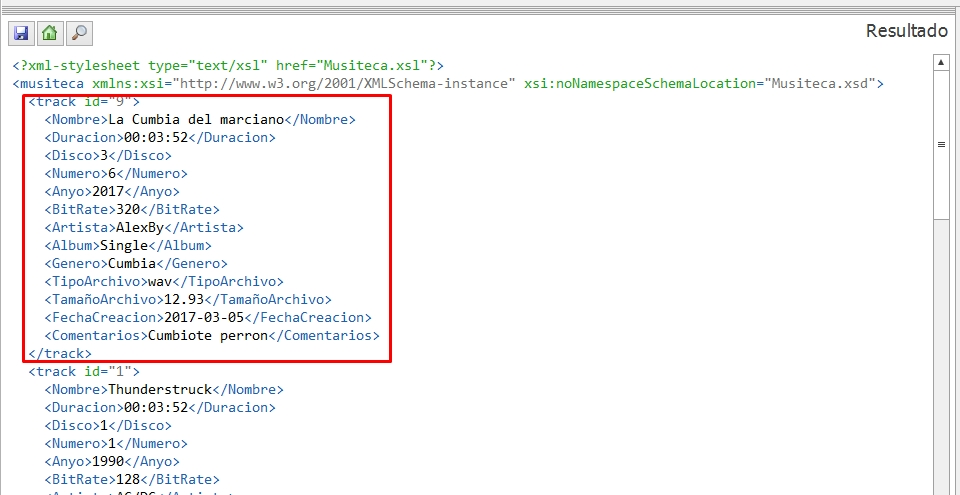 Resultado
<?xml-stylesheet type="text/xsl" href="Musiteca.xsl"?>
<musiteca xmlns:xsi="http://www.w3.org/2001/XMLSchema-instance" xsi:noNamespaceSchemaLocation="Musiteca.xsd">
<track id="9">
<Nombre>La Cumbia del marciano</Nombre>
<Duracion>00:03:52</Duracion>
<Disco>3</Disco>
<Numero>6</Numero>
<Anyo>2017</Anyo>
<BitRate>320</BitRate>
<Artista>AlexBy</Artista>
<Album>Single</Album>
<Genero>Cumbia</Genero>
<TipoArchivo>wav</TipoArchivo>
<TamañoArchivo>12.93</TamañoArchivo>
<FechaCreacion>2017-03-05</FechaCreacion>
<Comentarios>Cumbiote perron</Comentarios>
</track>
<track id="1">
<Nombre>Thunderstruck</Nombre>
<Duracion>00:03:52</Duracion>
<Disco>1</Disco>
<Numero>1</Numero>
<Anyo>1990</Anyo>
<BitRate>128</BitRate>